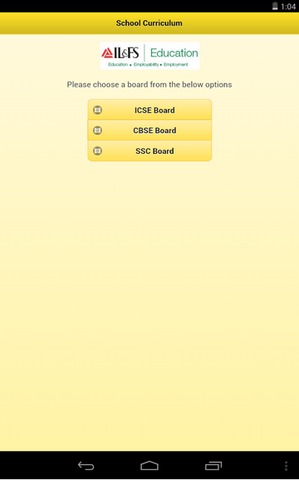 1:04
School Curriculum
IL&FS Education
Education • Employability • Employment
Please choose a board from the below options
ICSE Board
CBSE Board
SSC Board